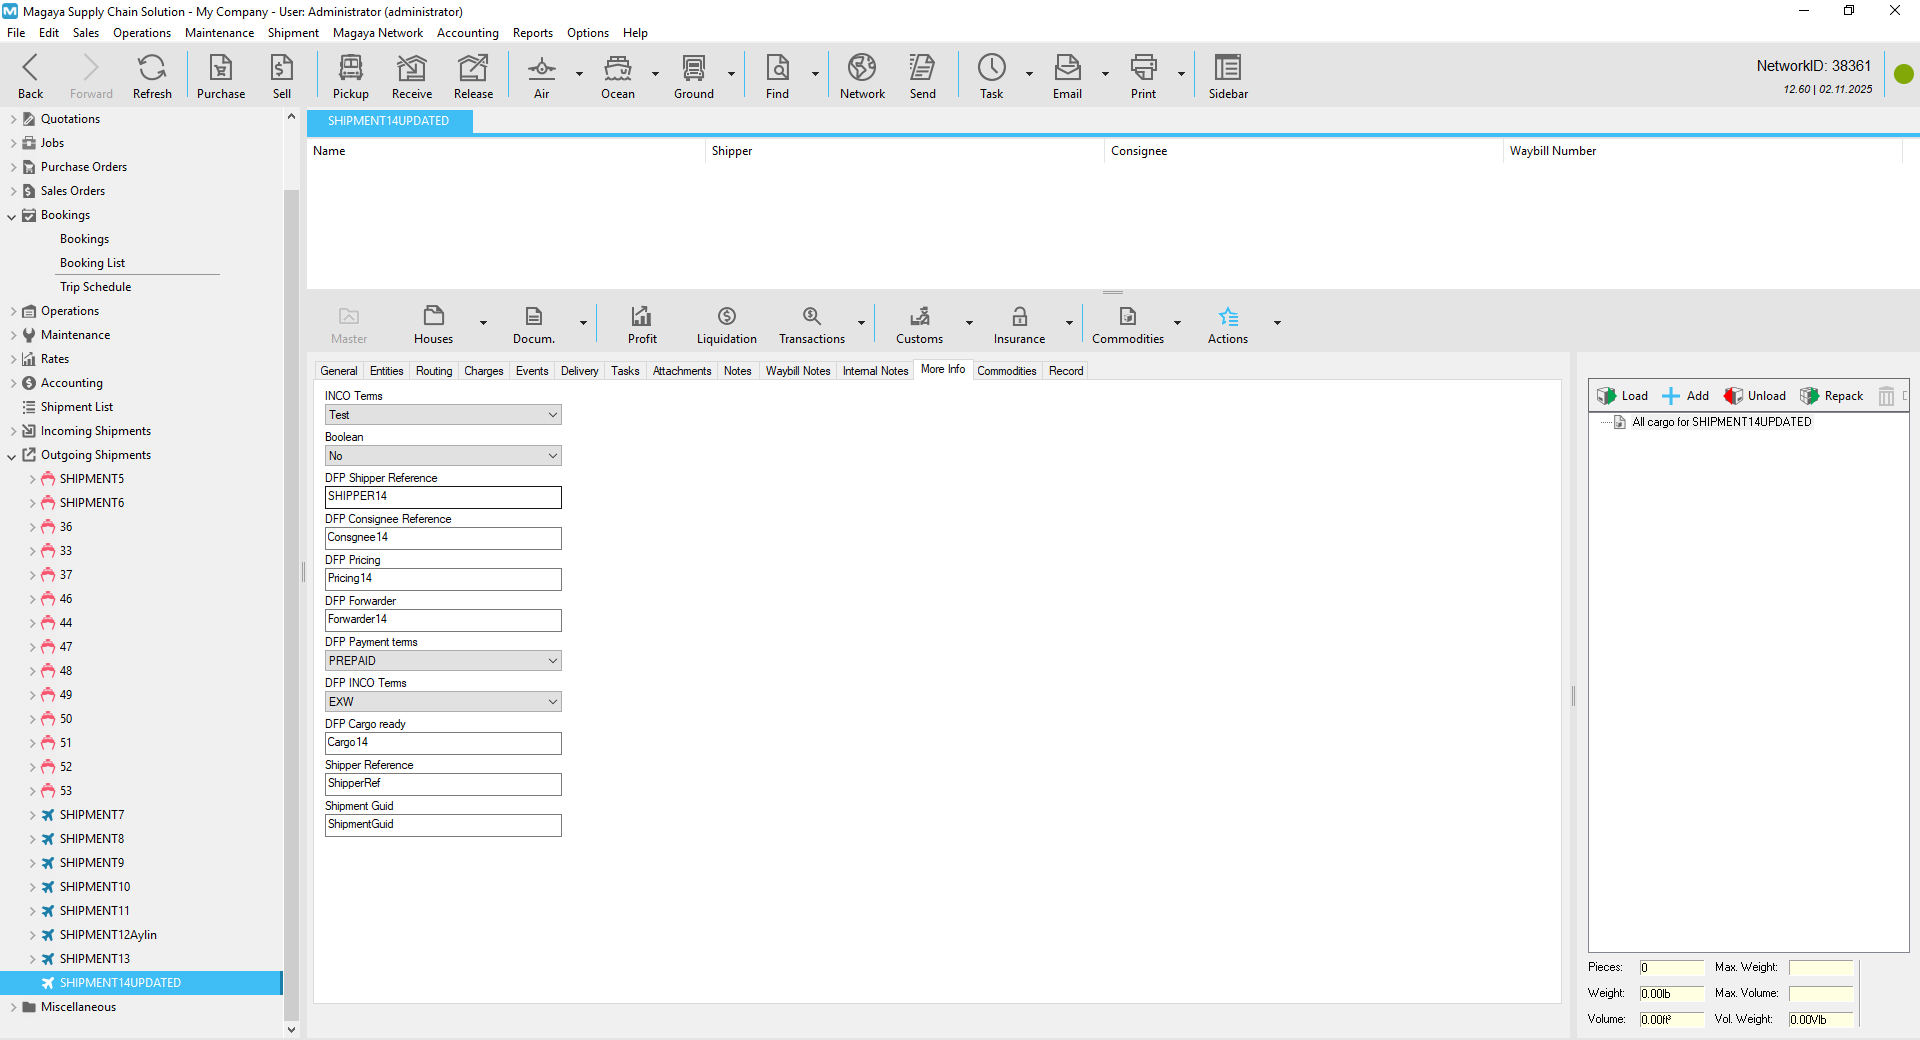 Magaya Supply Chain Solution - My Company - User: Administrator (administrator)
File Edit Sales Operations Maintenance Shipment Magaya Network Accounting Reports Options Help
Back Forward Refresh Purchase Sell Pickup Receive Release Air Ocean Ground Find Network Send Task Email Print Sidebar
NetworkID: 38361
12.60 | 02.11.2025
Quotations
Jobs
Purchase Orders
Sales Orders
Bookings
Bookings
Booking List
Trip Schedule
Operations
Maintenance
Rates
Accounting
Shipment List
Incoming Shipments
Outgoing Shipments
SHIPMENT5
SHIPMENT6
36
33
37
46
44
47
48
49
50
51
52
53
SHIPMENT7
SHIPMENT8
SHIPMENT9
SHIPMENT10
SHIPMENT11
SHIPMENT12Aylin
SHIPMENT13
SHIPMENT14UPDATED
Miscellaneous
SHIPMENT14UPDATED
Name Shipper Consignee Waybill Number
Master Houses Docum. Profit Liquidation Transactions Customs Insurance Commodities Actions
General Entities Routing Charges Events Delivery Tasks Attachments Notes Waybill Notes Internal Notes More Info Commodities Record
INCO Terms
Test
Boolean
No
DFP Shipper Reference
SHIPPER14
DFP Consignee Reference
Consgnee14
DFP Pricing
Pricing14
DFP Forwarder
Forwarder14
DFP Payment terms
PREPAID
DFP INCO Terms
EXW
DFP Cargo ready
Cargo14
Shipper Reference
ShipperRef
Shipment Guid
ShipmentGuid
Load Add Unload Repack
All cargo for SHIPMENT14UPDATED
Pieces: 0 Max. Weight:
Weight: 0.00lb Max. Volume:
Volume: 0.00ft³ Vol. Weight: 0.00Vlb